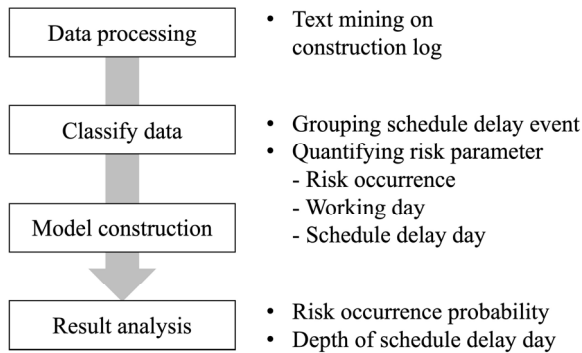 Data processing
• Text mining on
construction log
Classify data
• Grouping schedule delay event
• Quantifying risk parameter
- Risk occurrence
- Working day
- Schedule delay day
Model construction
Result analysis
• Risk occurrence probability
• Depth of schedule delay day